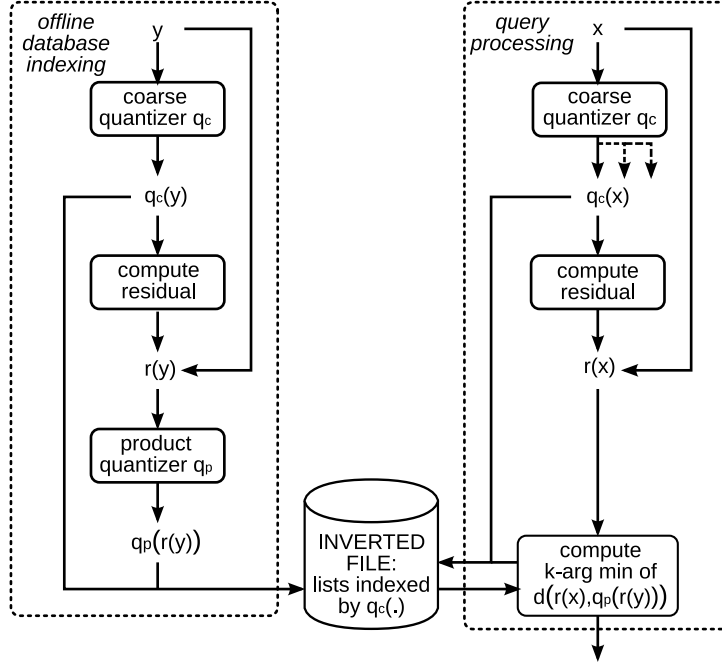 offline
database
indexing
y
coarse
quantizer qc
qc(y)
compute
residual
r(y)
product
quantizer qp
qp(r(y))
INVERTED
FILE:
lists indexed
by qc(.)
query
processing
x
coarse
quantizer qc
qc(x)
compute
residual
r(x)
compute
k-arg min of
d(r(x),qp(r(y)))